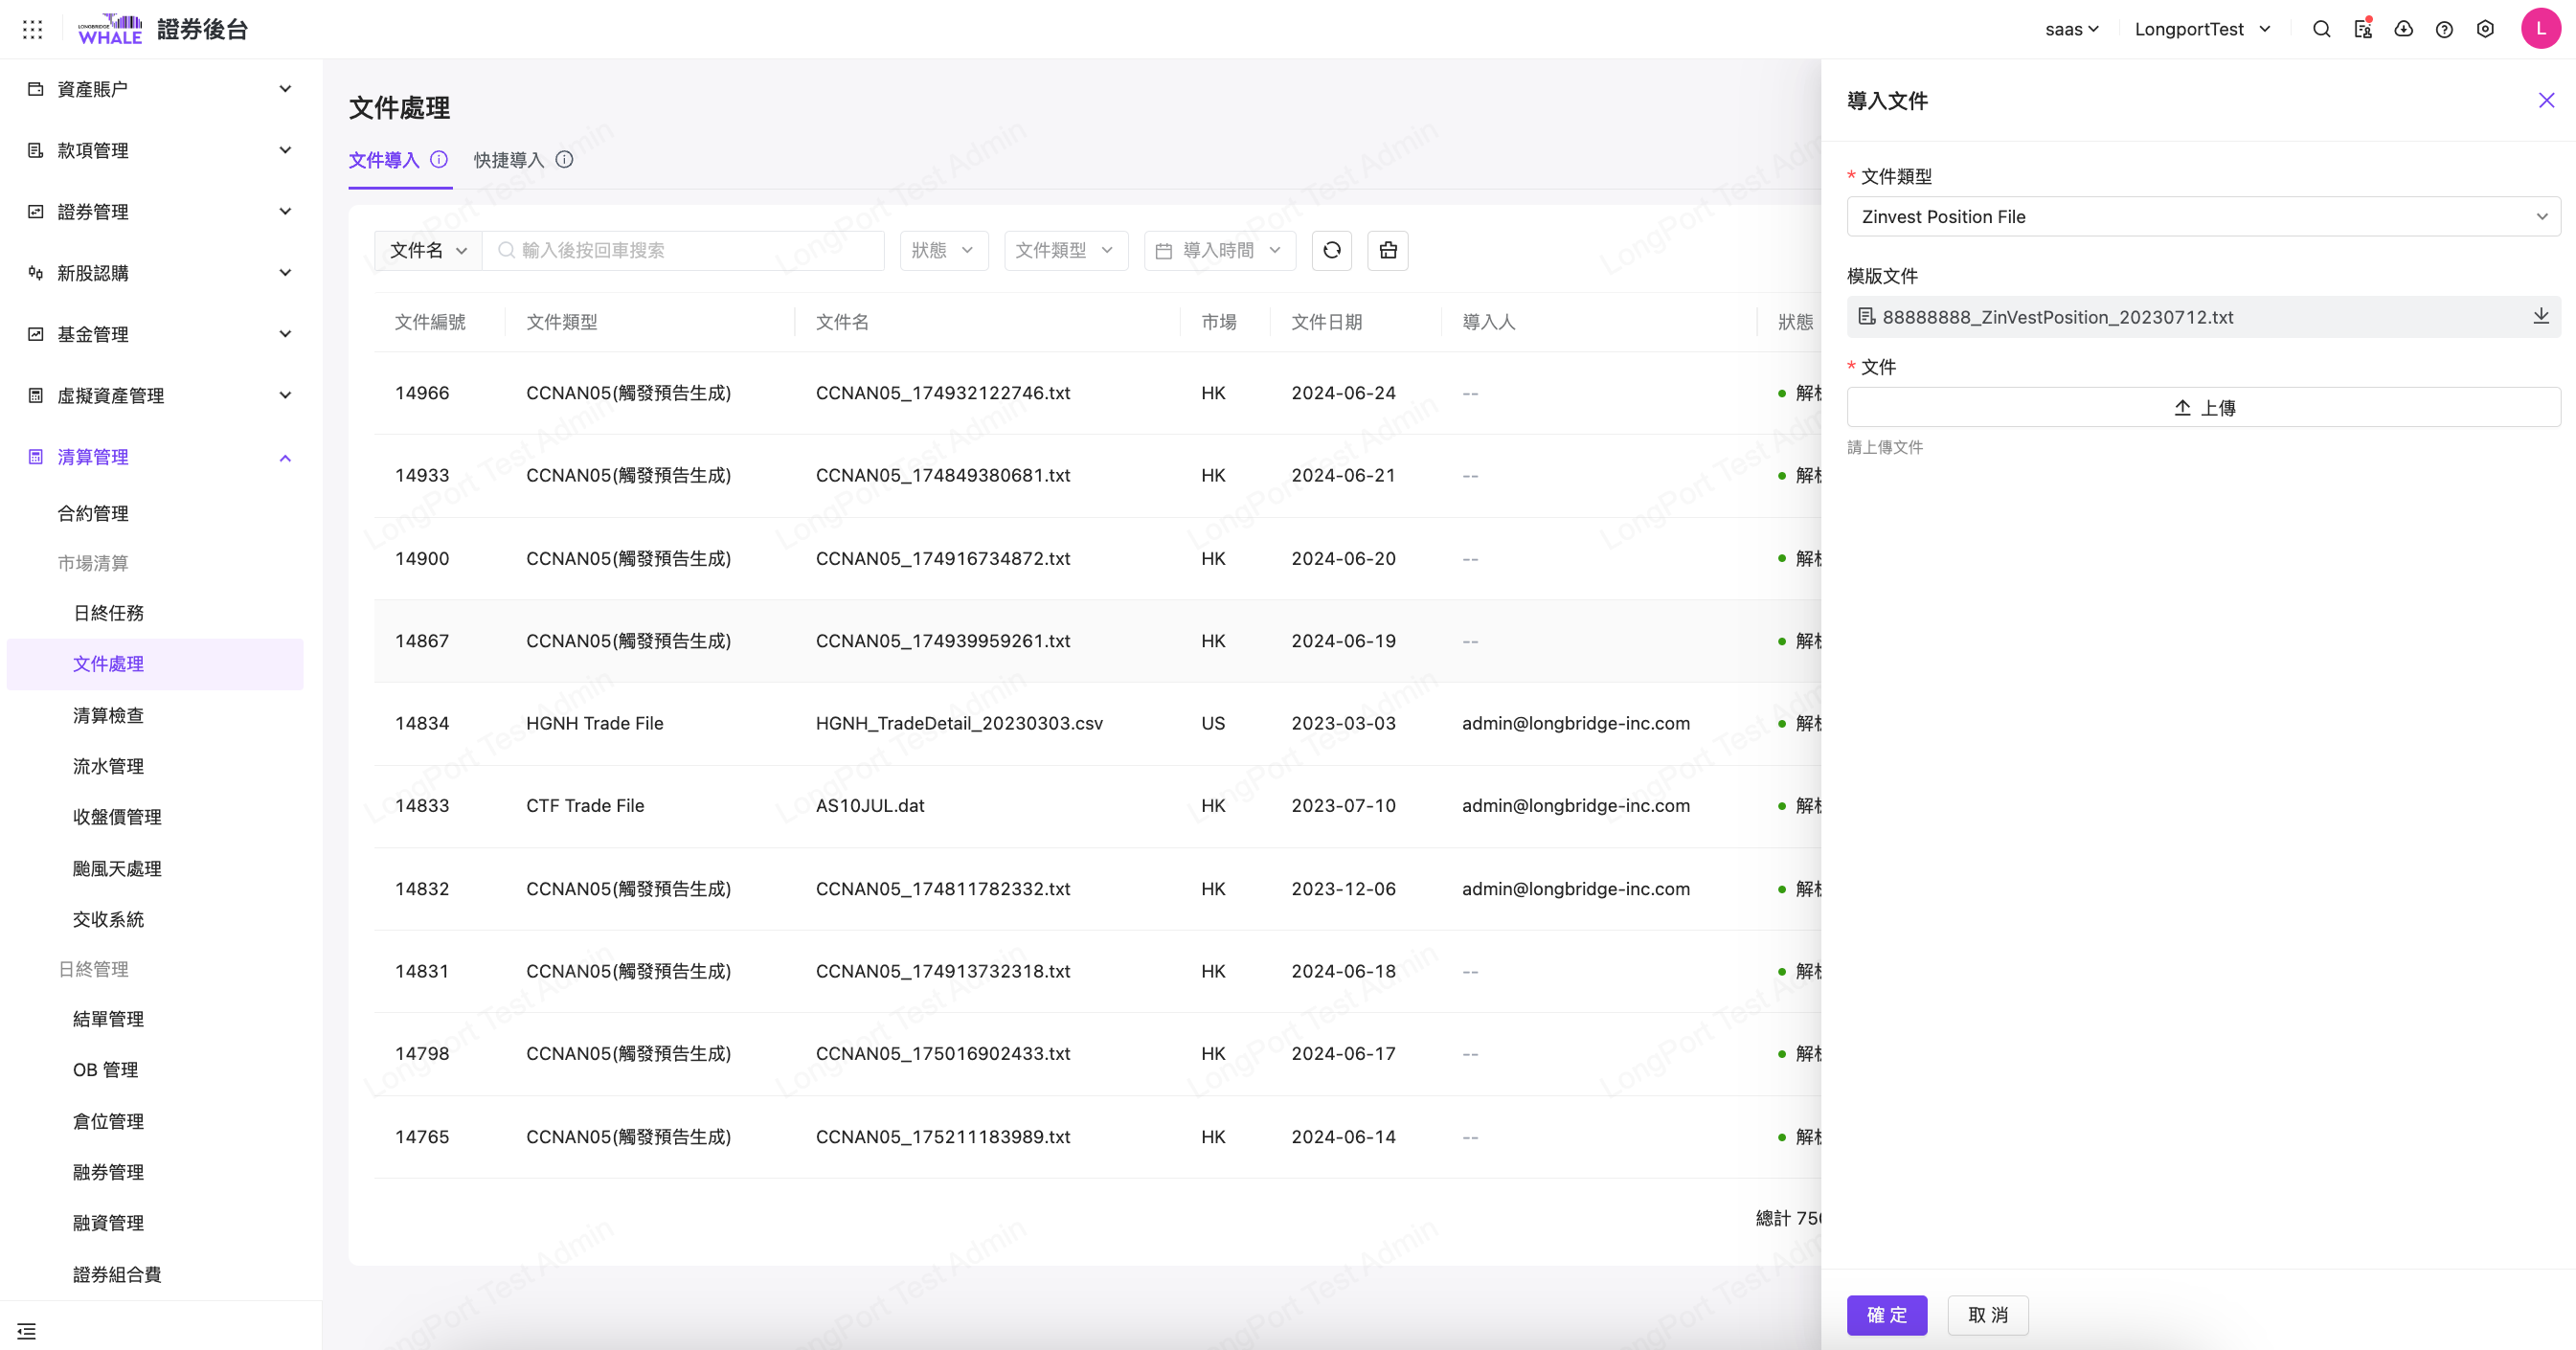 LONGBRIDGE
WHALE
證券後台
saas
LongportTest
L
資產賬户
款項管理
證券管理
新股認購
基金管理
虛擬資產管理
清算管理
合約管理
市場清算
日終任務
文件處理
清算檢查
流水管理
收盤價管理
颱風天處理
交收系統
日終管理
結單管理
OB 管理
倉位管理
融券管理
融資管理
證券組合費
文件處理
文件導入 快捷導入
文件名 輸入後按回車搜索 狀態 文件類型 導入時間
文件編號 文件類型 文件名 市場 文件日期 導入人 狀態
14966 CCNAN05(觸發預告生成) CCNAN05_174932122746.txt HK 2024-06-24 -- 解
14933 CCNAN05(觸發預告生成) CCNAN05_174849380681.txt HK 2024-06-21 -- 解
14900 CCNAN05(觸發預告生成) CCNAN05_174916734872.txt HK 2024-06-20 -- 解
14867 CCNAN05(觸發預告生成) CCNAN05_174939959261.txt HK 2024-06-19 -- 解
14834 HGNH Trade File HGNH_TradeDetail_20230303.csv US 2023-03-03 admin@longbridge-inc.com 解
14833 CTF Trade File AS10JUL.dat HK 2023-07-10 admin@longbridge-inc.com 解
14832 CCNAN05(觸發預告生成) CCNAN05_174811782332.txt HK 2023-12-06 admin@longbridge-inc.com 解
14831 CCNAN05(觸發預告生成) CCNAN05_174913732318.txt HK 2024-06-18 -- 解
14798 CCNAN05(觸發預告生成) CCNAN05_175016902433.txt HK 2024-06-17 -- 解
14765 CCNAN05(觸發預告生成) CCNAN05_175211183989.txt HK 2024-06-14 -- 解
總計 75
LongPort Test Admin
導入文件
* 文件類型
Zinvest Position File
模版文件
88888888_ZinVestPosition_20230712.txt
* 文件
上傳
請上傳文件
確 定 取 消